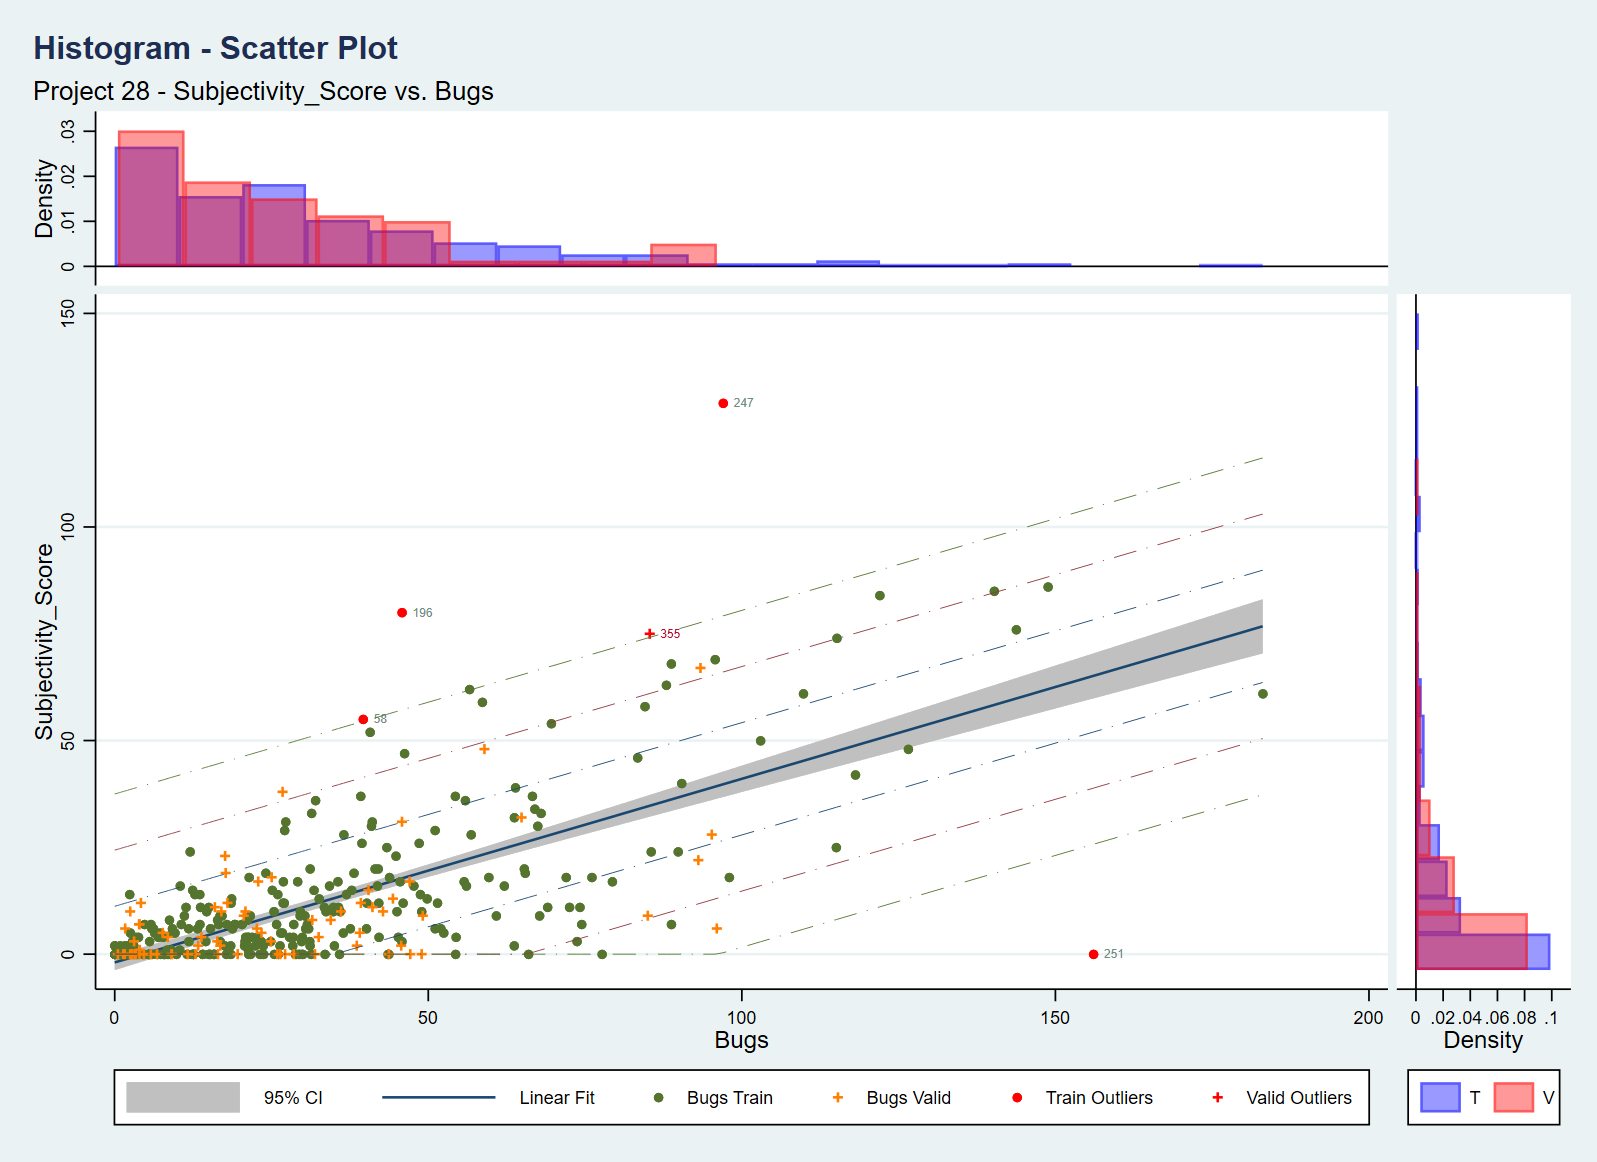 Histogram - Scatter Plot
Project 28 - Subjectivity_Score vs. Bugs
Density
.03
.02
.01
0
Subjectivity_Score
150
100
50
0
247
196
355
58
251
0 50 100 150 200
Bugs
0 .02 .04 .06 .08 .1
Density
95% CI Linear Fit Bugs Train Bugs Valid Train Outliers Valid Outliers
T V